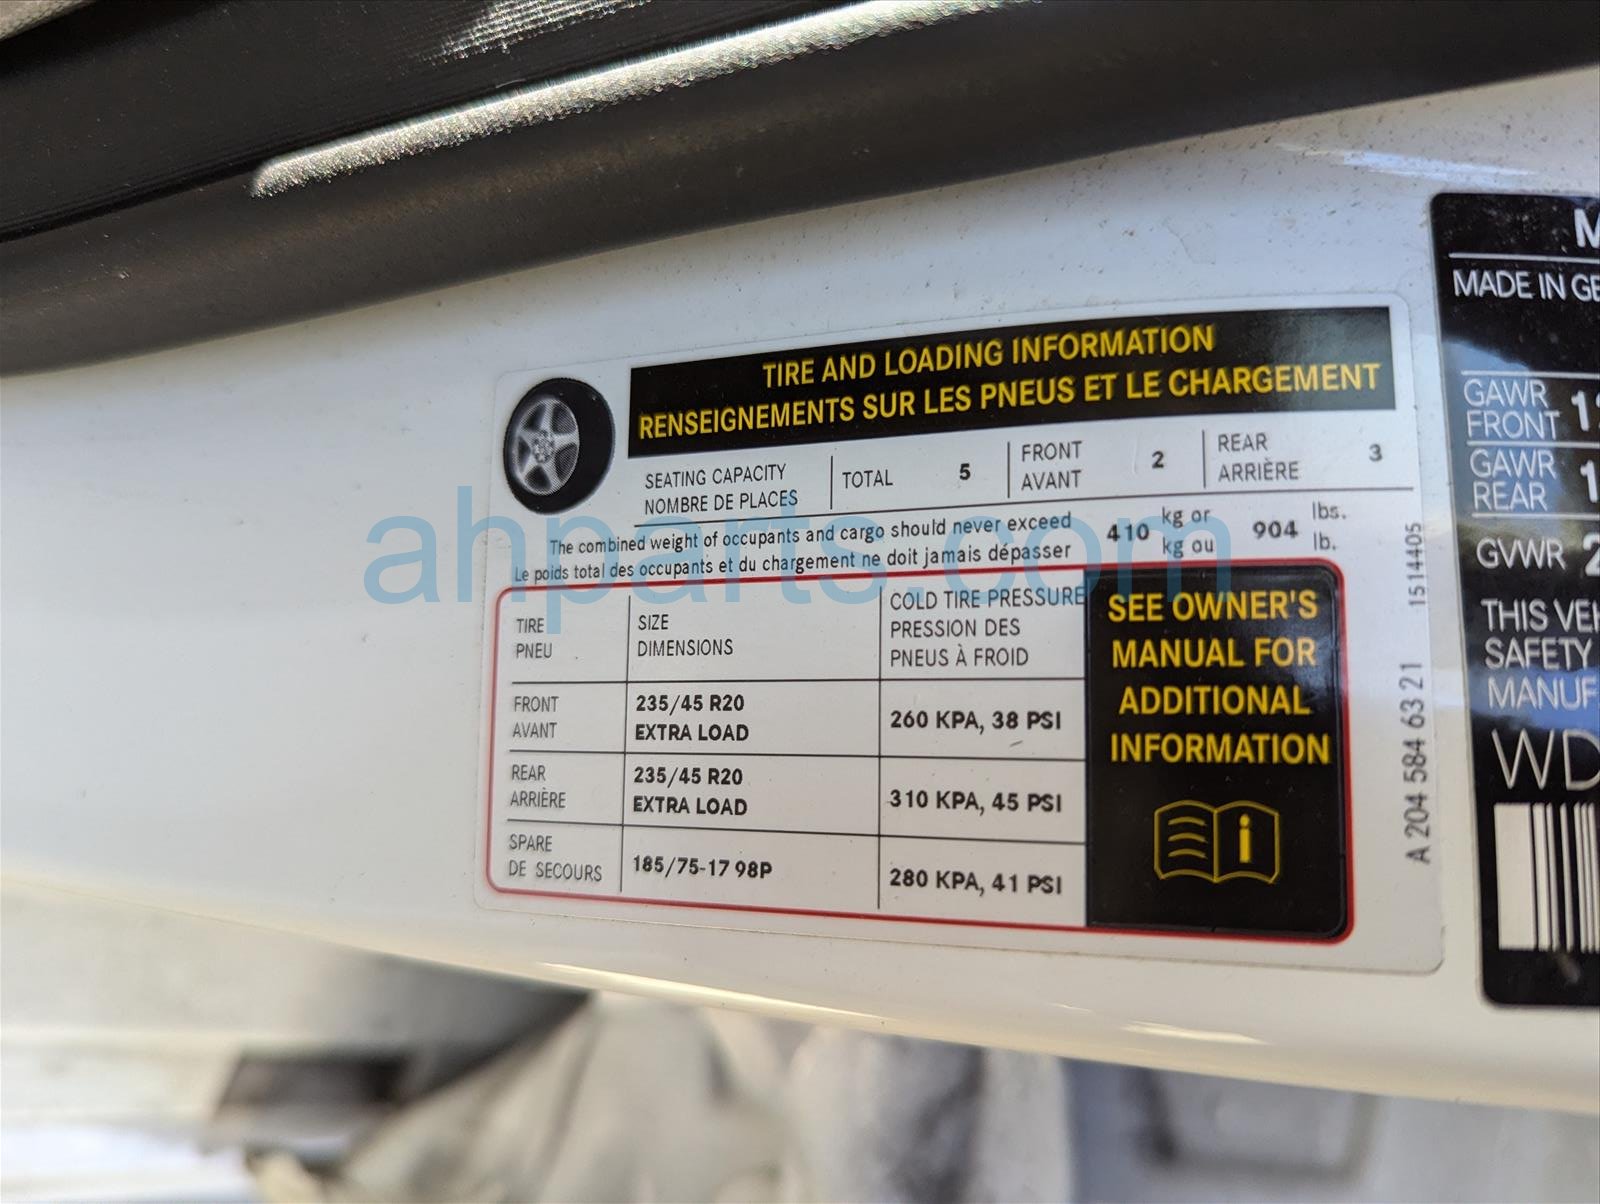 TIRE AND LOADING INFORMATION
RENSEIGNEMENTS SUR LES PNEUS ET LE CHARGEMENT
SEATING CAPACITY
NOMBRE DE PLACES
TOTAL 5
FRONT
AVANT
2
REAR
ARRIÈRE
3
The combined weight of occupants and cargo should never exceed
Le poids total des occupants et du chargement ne doit jamais dépasser
410 kg or
kg ou
904 lbs.
lb.
TIRE
PNEU
SIZE
DIMENSIONS
COLD TIRE PRESSURE
PRESSION DES
PNEUS À FROID
FRONT
AVANT
235/45 R20
EXTRA LOAD
260 KPA, 38 PSI
REAR
ARRIÈRE
235/45 R20
EXTRA LOAD
310 KPA, 45 PSI
SPARE
DE SECOURS
185/75-17 98P
280 KPA, 41 PSI
SEE OWNER'S
MANUAL FOR
ADDITIONAL
INFORMATION
i
A 204 584 63 21
1514405
ahparts.com
MADE IN
GAWR
FRONT
GAWR
REAR
GVWR
THIS
SAFETY
MANUF
WD